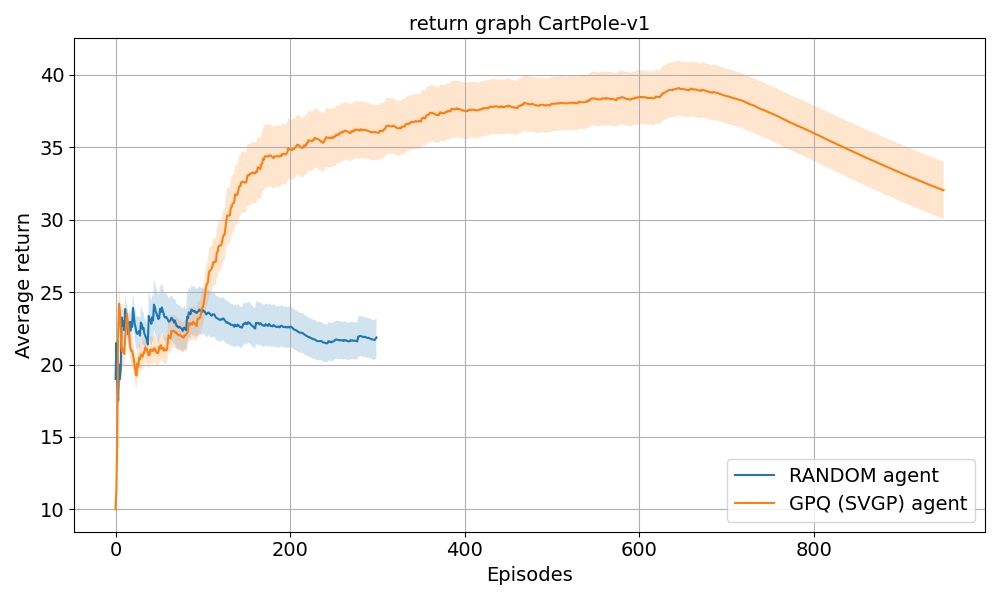 return graph CartPole-v1
Average return
40
35
30
25
20
15
10
0
200
400
600
800
Episodes
RANDOM agent
GPQ (SVGP) agent